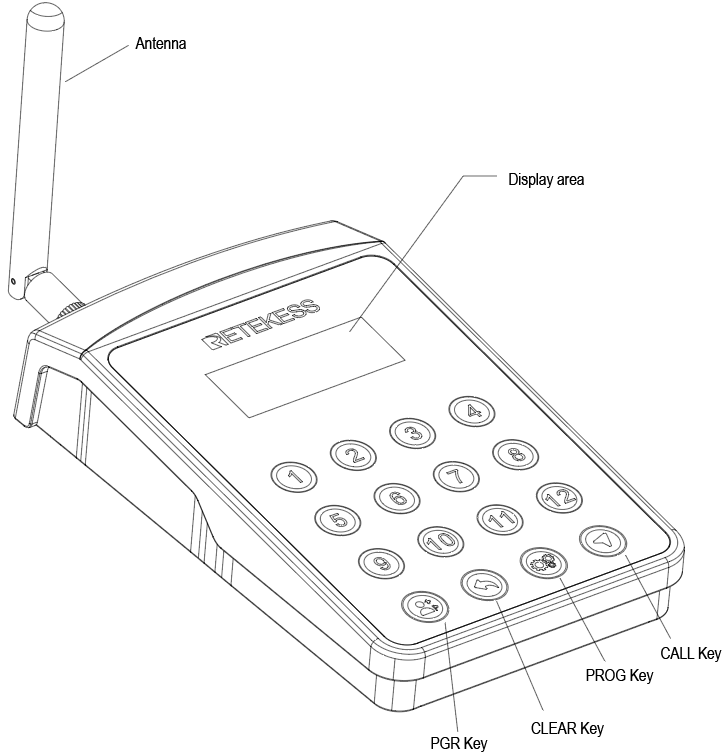 Antenna
Display area
RETEKESS
1 2 3 4
5 6 7 8
9 10 11 12
CALL Key
PROG Key
CLEAR Key
PGR Key